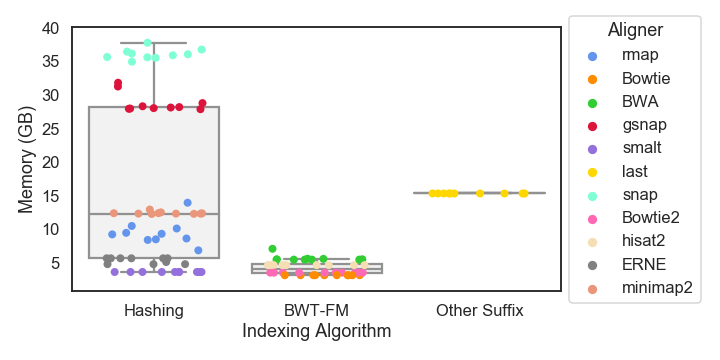 Memory (GB)
40
35
30
25
20
15
10
5
Hashing
BWT-FM
Other Suffix
Indexing Algorithm
Aligner
rmap
Bowtie
BWA
gsnap
smalt
last
snap
Bowtie2
hisat2
ERNE
minimap2